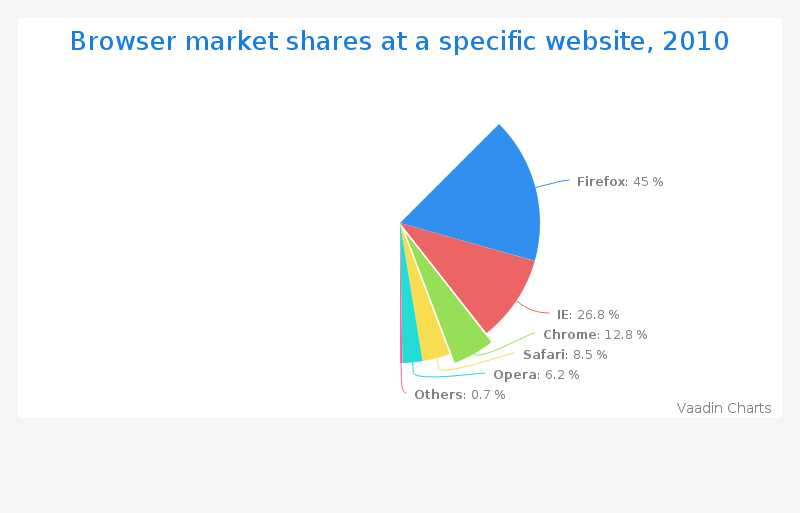 Browser market shares at a specific website, 2010
Firefox: 45 %
IE: 26.8 %
Chrome: 12.8 %
Safari: 8.5 %
Opera: 6.2 %
Others: 0.7 %
Vaadin Charts